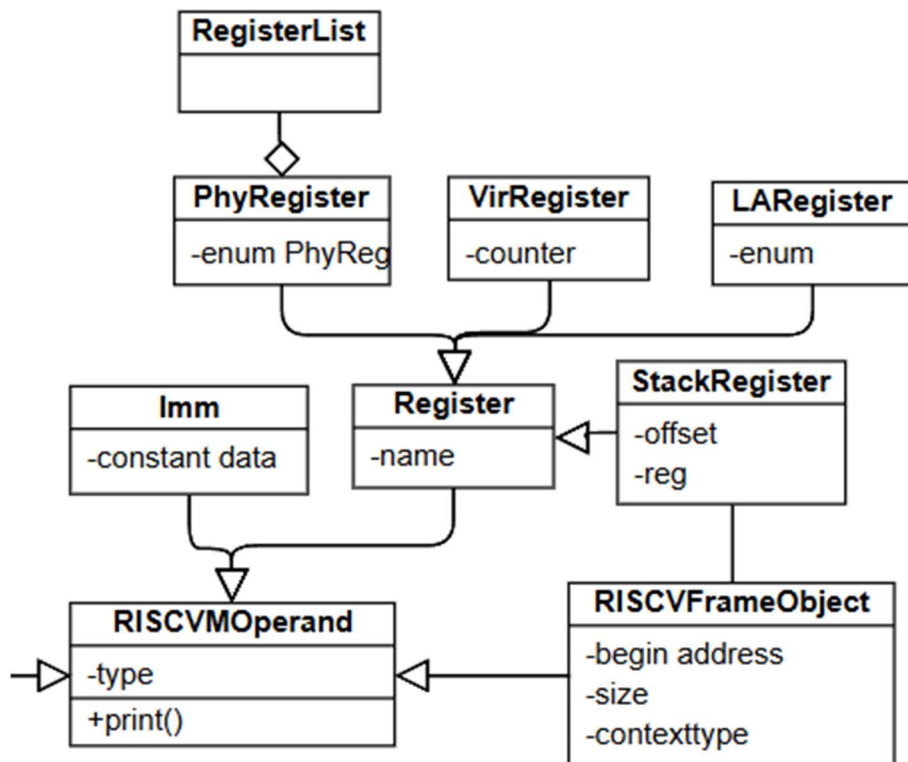 RegisterList
PhyRegister
-enum PhyReg
VirRegister
-counter
LARegister
-enum
Imm
-constant data
Register
-name
StackRegister
-offset
-reg
RISCVMOperand
-type
+print()
RISCVFrameObject
-begin address
-size
-contexttype